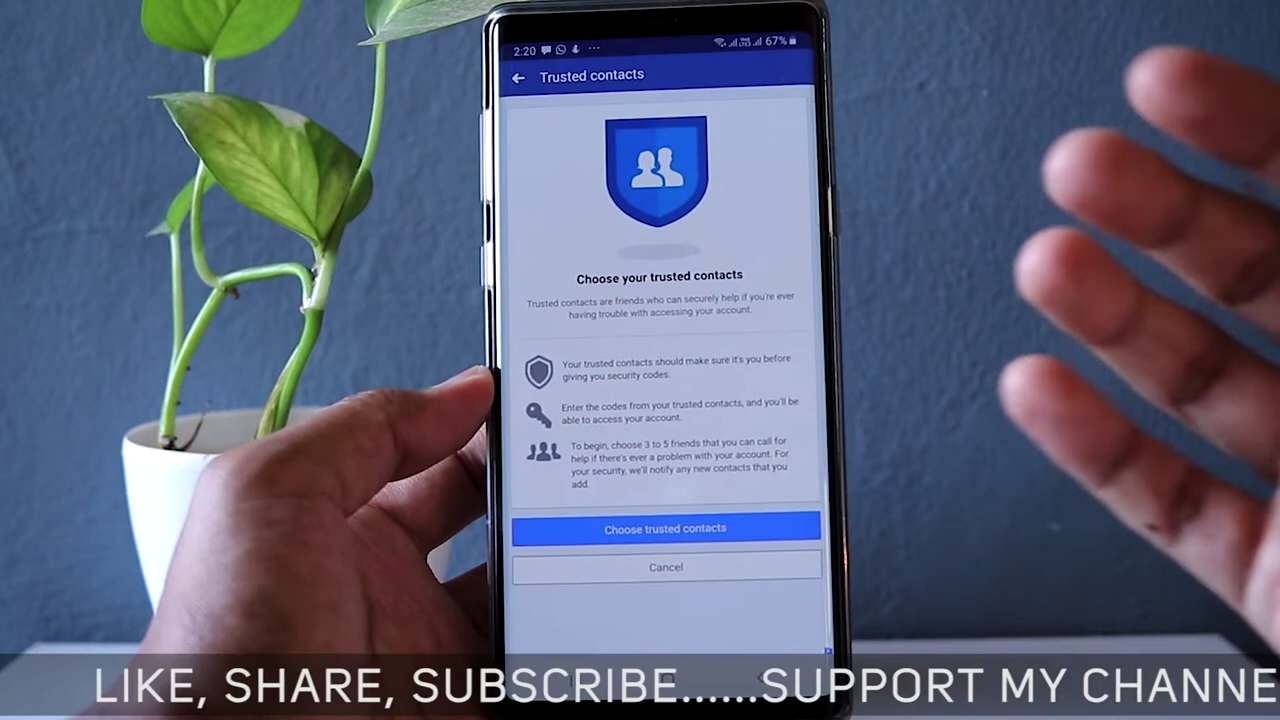 2:20 67%
Trusted contacts
Choose your trusted contacts
Trusted contacts are friends who can securely help if you're ever
having trouble with accessing your account.
Your trusted contacts should make sure it's you before
giving you security codes.
Enter the codes from your trusted contacts, and you'll be
able to access your account.
To begin, choose 3 to 5 friends that you can call for
help if there's ever a problem with your account. For
your security, we'll notify any new contacts that you
add.
Choose trusted contacts
Cancel
LIKE, SHARE, SUBSCRIBE......SUPPORT MY CHANNE